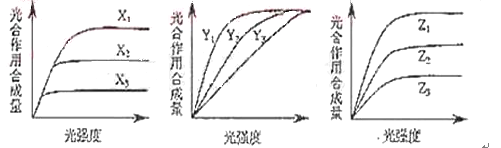 光合作用合成量
X₁
X₂
X₃
光强度
光合作用合成量
Y₁ Y₂ Y₃
光强度
光合作用合成量
Z₁
Z₂
Z₃
光强度